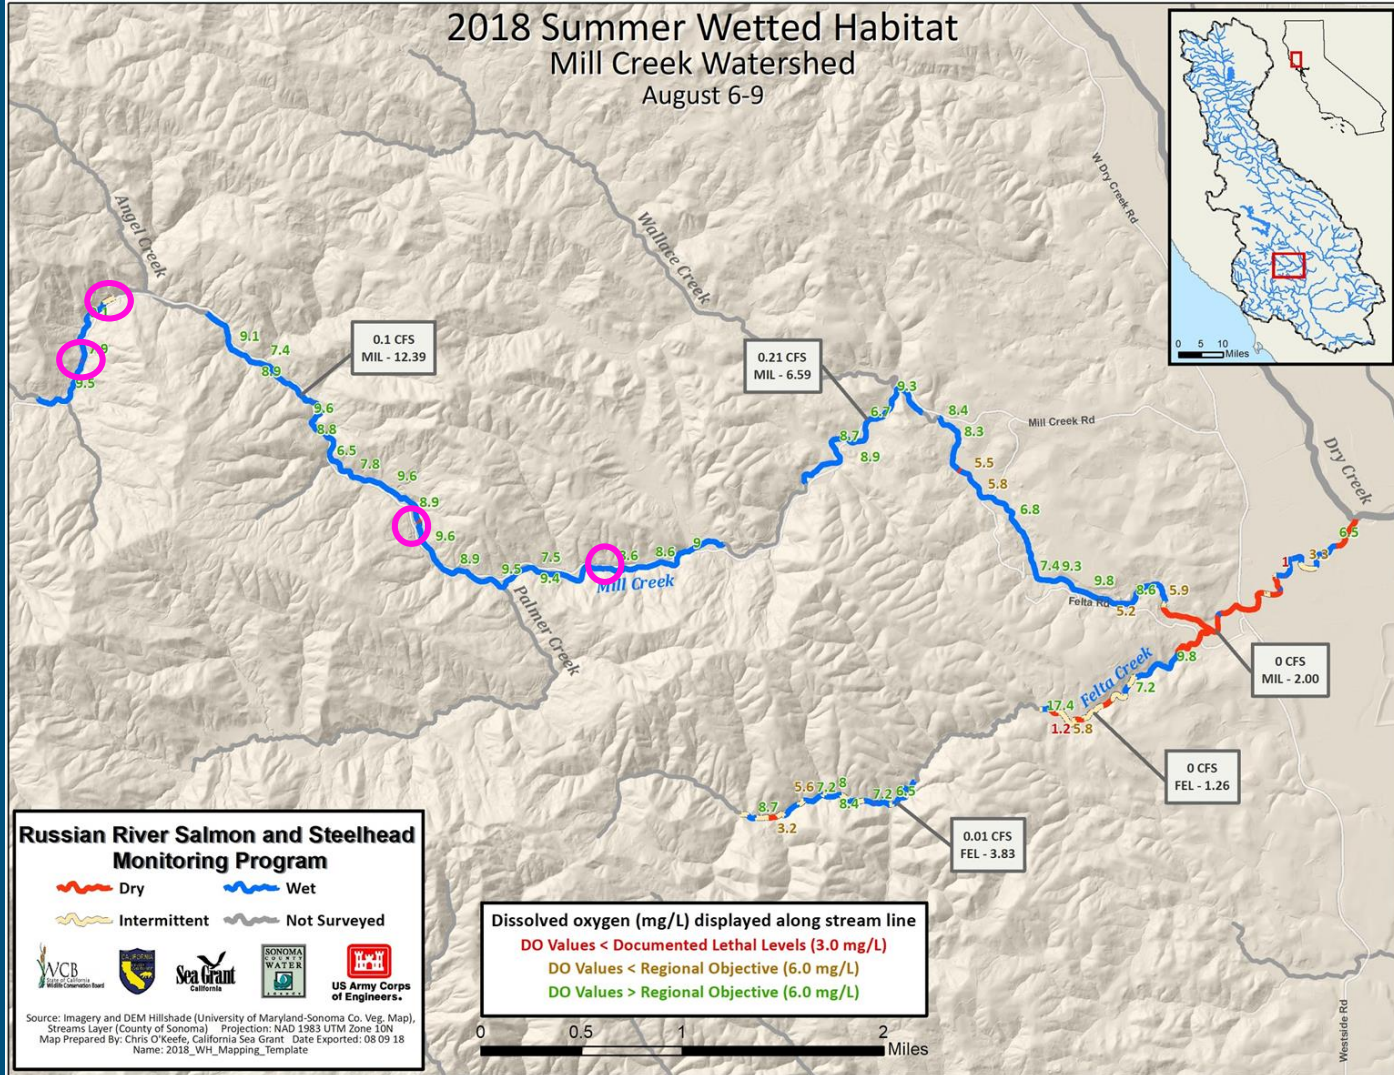 2018 Summer Wetted Habitat
Mill Creek Watershed
August 6-9
0 5 10
Miles
W Dry Creek Rd
Angel Creek
Wallace Creek
0.1 CFS
MIL - 12.39
0.21 CFS
MIL - 6.59
9.5
9.1
7.4
8.9
9.6
8.8
6.5
7.8
9.6
8.9
9.6
8.9
9.5
7.5
9.4
8.6
9
Mill Creek
Palmer Creek
8.7
8.9
6.7
9.3
8.4
8.3
Mill Creek Rd
5.5
5.8
6.8
7.4 9.3
9.8
5.2
8.6
5.9
Felta Rd
Dry Creek
6.5
3.3
1
0 CFS
MIL - 2.00
9.8
Felta Creek
7.2
17.4
1.2
5.8
0 CFS
FEL - 1.26
5.6
7.2
8
8.7
3.2
8.4
7.2
6.5
0.01 CFS
FEL - 3.83
Westside Rd
Russian River Salmon and Steelhead
Monitoring Program
Dry
Wet
Intermittent
Not Surveyed
WCB
State of California
Wildlife Conservation Board
CALIFORNIA
Sea Grant
California
SONOMA
COUNTY
WATER
AGENCY
US Army Corps
of Engineers.
Source: Imagery and DEM Hillshade (University of Maryland-Sonoma Co. Veg. Map),
Streams Layer (County of Sonoma) Projection: NAD 1983 UTM Zone 10N
Map Prepared By: Chris O'Keefe, California Sea Grant Date Exported: 08 09 18
Name: 2018_WH_Mapping_Template
Dissolved oxygen (mg/L) displayed along stream line
DO Values < Documented Lethal Levels (3.0 mg/L)
DO Values < Regional Objective (6.0 mg/L)
DO Values > Regional Objective (6.0 mg/L)
0 0.5 1 2
Miles